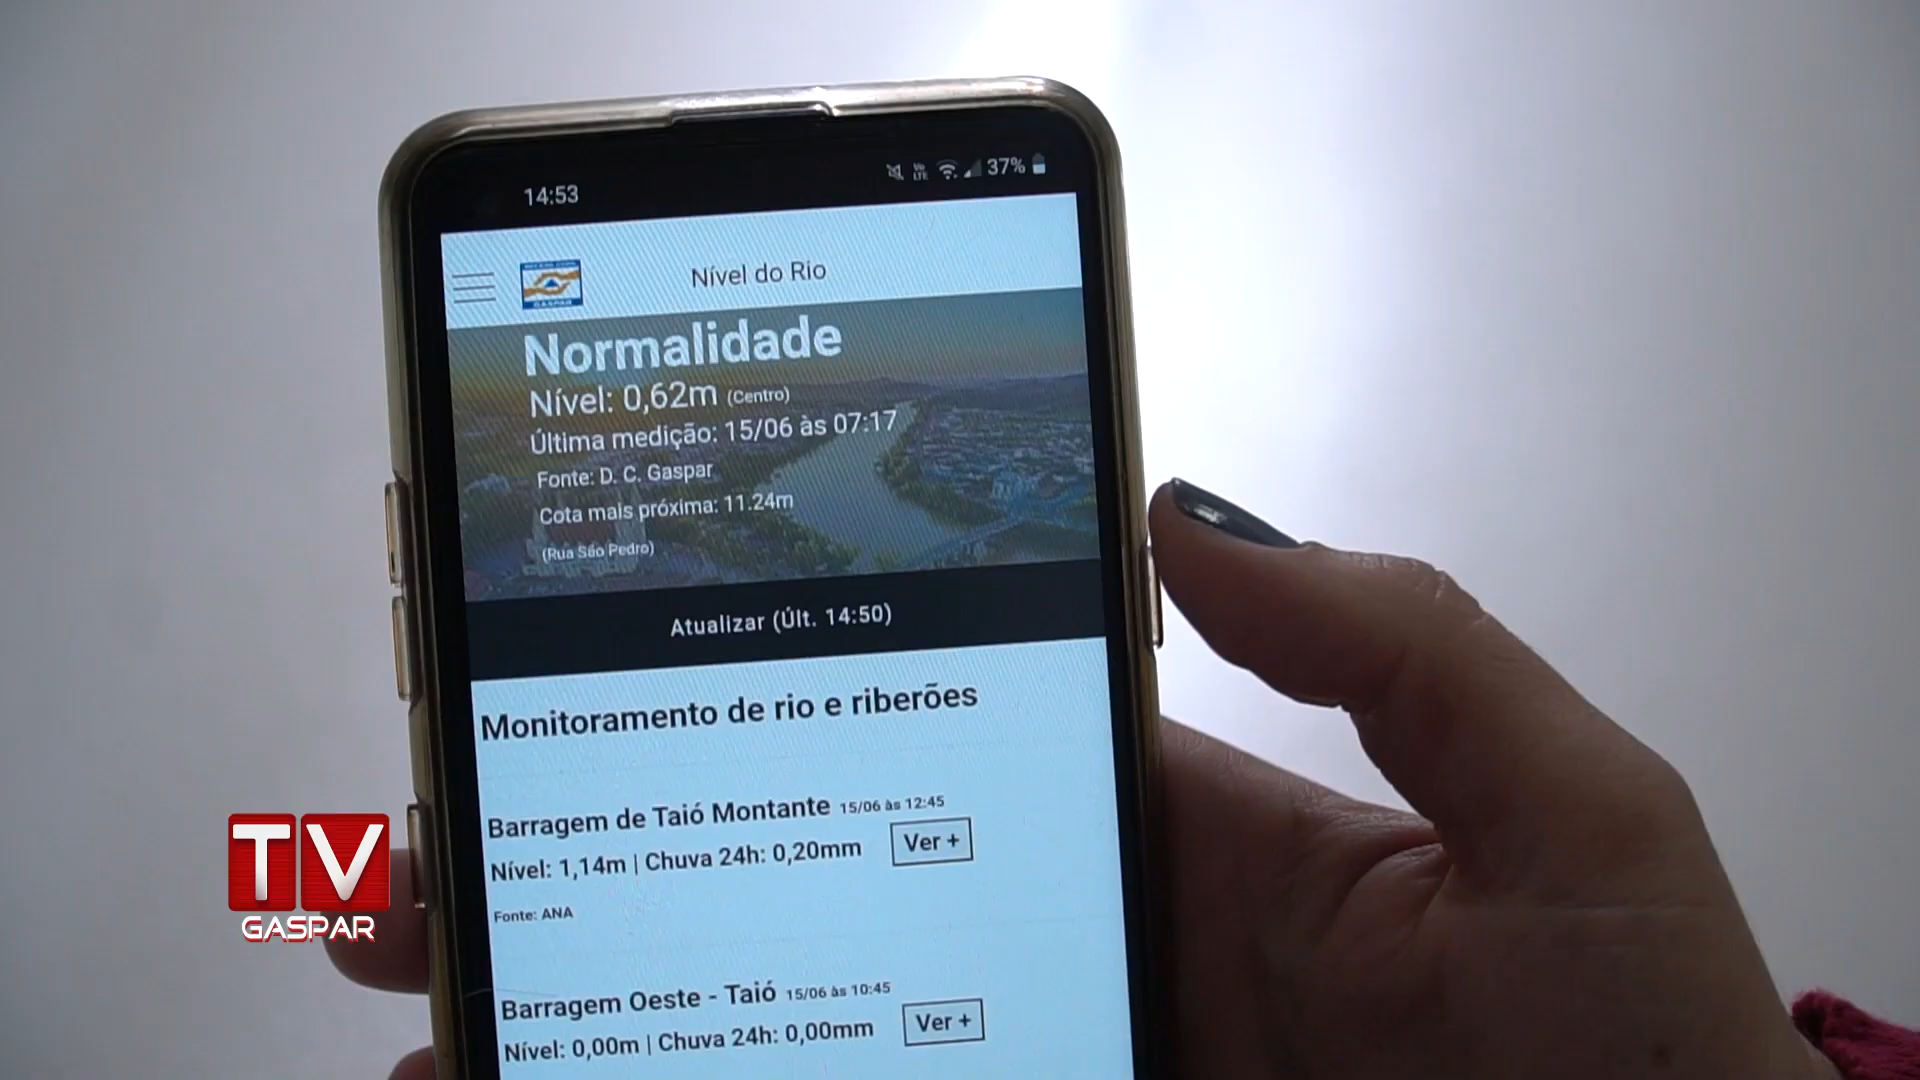 14:53
Vo LTE
37%
Nível do Rio
GASPAR
Normalidade
Nível: 0,62m (Centro)
Última medição: 15/06 às 07:17
Fonte: D. C. Gaspar
Cota mais próxima: 11.24m
(Rua São Pedro)
Atualizar (Últ. 14:50)
Monitoramento de rio e riberões
Barragem de Taió Montante 15/06 às 12:45
Nível: 1,14m | Chuva 24h: 0,20mm
Ver +
Fonte: ANA
Barragem Oeste - Taió 15/06 às 10:45
Nível: 0,00m | Chuva 24h: 0,00mm
Ver +
TV
GASPAR